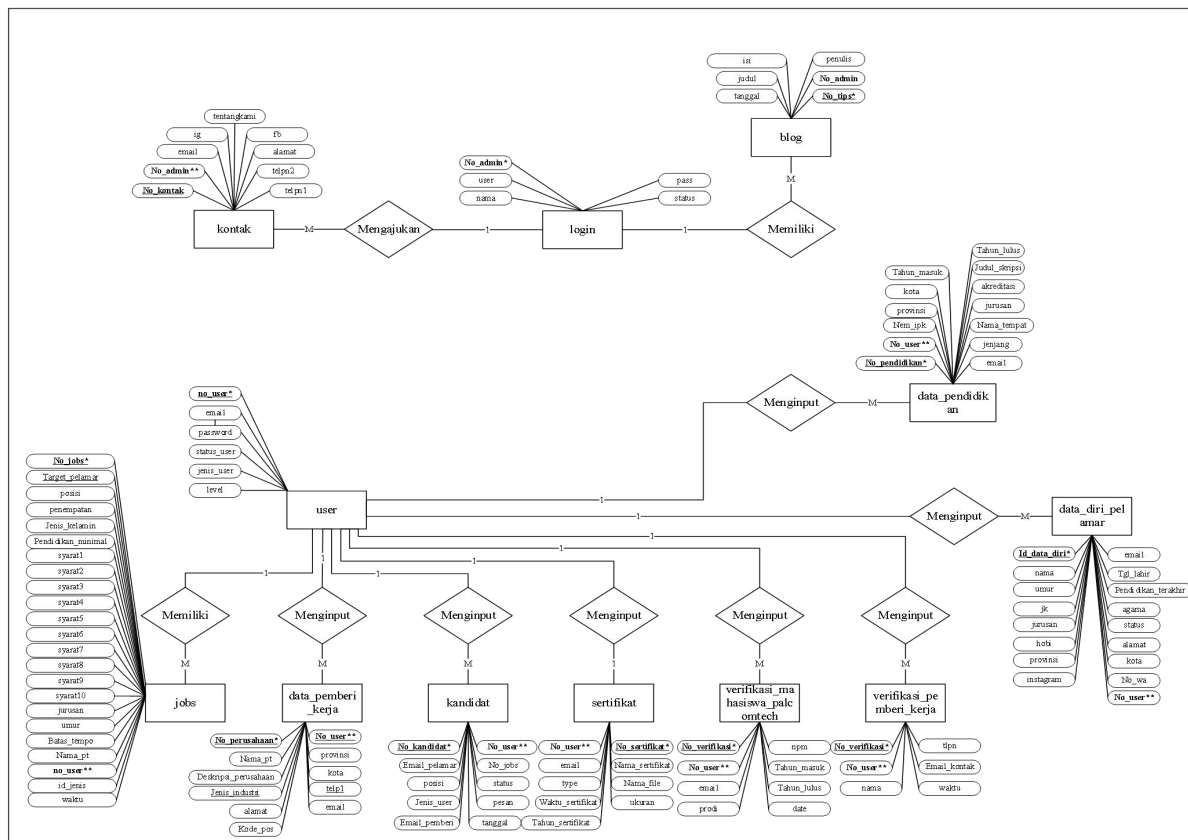 isi
judul
tanggal
penulis
No_admin
No_tips*
blog
M
Memiliki
1
tentangkami
ig
email
No_admin**
No_kontak
fb
alamat
telpn2
telpn1
kontak
M
Mengajukan
1
No_admin*
user
nama
pass
status
login
Tahun_masuk
kota
provinsi
Nem_ipk
No_user**
No_pendidikan*
Tahun_lulus
Judul_skripsi
akreditasi
jurusan
Nama_tempat
jenjang
email
data_pendidi
kan
M
Menginput
1
no_user*
email
password
status_user
jenis_user
level
user
1
Menginput
M
data_diri_pel
amar
Id_data_diri*
nama
umur
jk
jurusan
hobi
provinsi
instagram
email
Tgl_lahir
Pendidikan_terakhir
agama
status
alamat
kota
No_wa
No_user**
No_jobs*
Target_pelamar
posisi
penempatan
Jenis_kelamin
Pendidikan_minimal
syarat1
syarat2
syarat3
syarat4
syarat5
syarat6
syarat7
syarat8
syarat9
syarat10
jurusan
umur
Batas_tempo
Nama_pt
no_user**
id_jenis
waktu
1
Memiliki
M
jobs
1
Menginput
M
data_pemberi
_kerja
No_perusahaan*
Nama_pt
Deskripsi_perusahaan
Jenis_industri
alamat
Kode_pos
No_user**
provinsi
kota
telp1
email
1
Menginput
M
kandidat
No_kandidat*
Email_pelamar
posisi
Jenis_user
Email_pemberi
No_user**
No_jobs
status
pesan
tanggal
1
Menginput
1
sertifikat
No_user**
email
type
Waktu_sertifikat
Tahun_sertifikat
No_sertifikat*
Nama_sertifikat
Nama_file
ukuran
1
Menginput
M
verifikasi_ma
hasiswa_palc
omtech
No_verifikasi*
No_user**
email
prodi
npm
Tahun_masuk
Tahun_lulus
date
1
Menginput
M
verifikasi_pe
mberi_kerja
No_verifikasi*
No_user**
nama
tlpn
Email_kontak
waktu